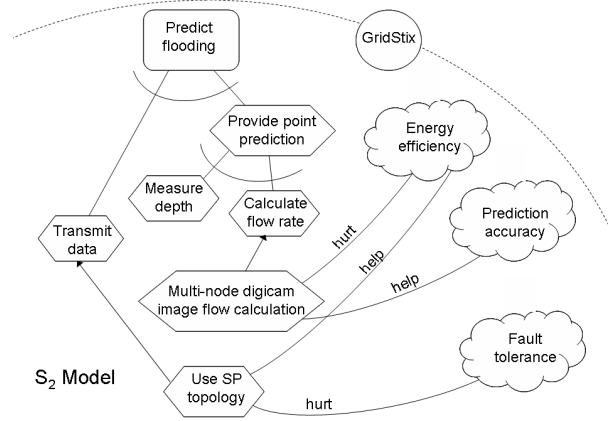 Predict
flooding
GridStix
Provide point
prediction
Energy
efficiency
Measure
depth
Calculate
flow rate
Prediction
accuracy
Transmit
data
hurt
help
help
Multi-node digicam
image flow calculation
Fault
tolerance
S₂ Model
Use SP
topology
hurt